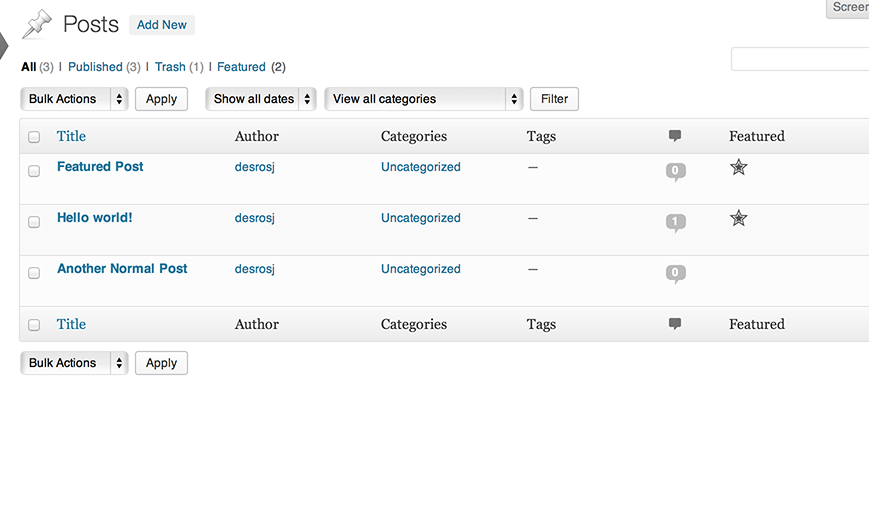 Screen
Posts Add New
All (3) | Published (3) | Trash (1) | Featured (2)
Bulk Actions Apply Show all dates View all categories Filter
Title Author Categories Tags Featured
Featured Post desrosj Uncategorized — 0
Hello world! desrosj Uncategorized — 1
Another Normal Post desrosj Uncategorized — 0
Title Author Categories Tags Featured
Bulk Actions Apply